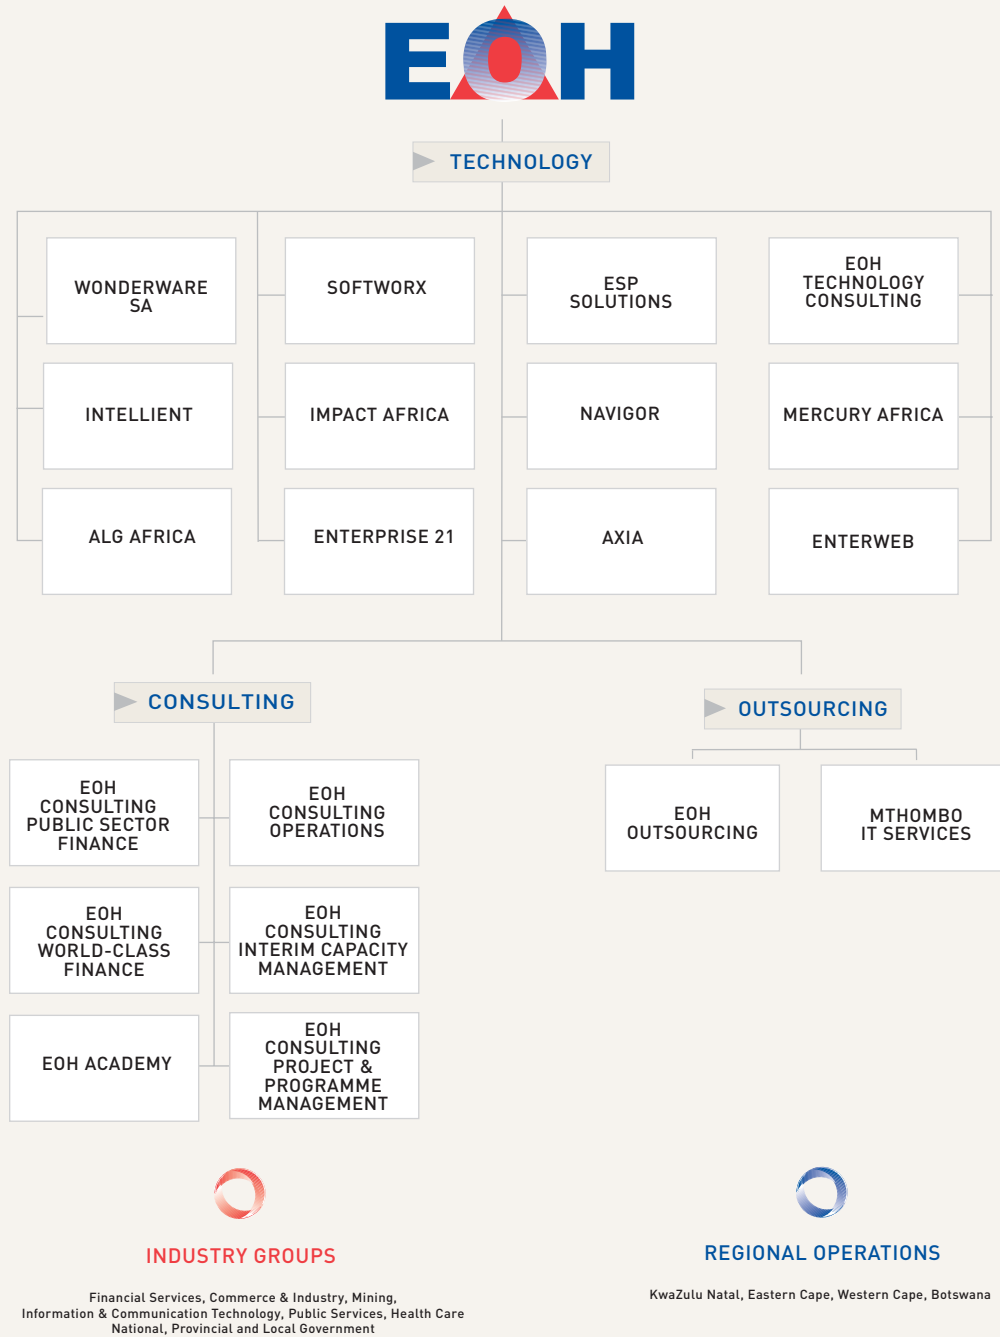 EOH
TECHNOLOGY
WONDERWARE
SA
SOFTWORX
ESP
SOLUTIONS
EOH
TECHNOLOGY
CONSULTING
INTELLIENT
IMPACT AFRICA
NAVIGOR
MERCURY AFRICA
ALG AFRICA
ENTERPRISE 21
AXIA
ENTERWEB
CONSULTING
EOH
CONSULTING
PUBLIC SECTOR
FINANCE
EOH
CONSULTING
OPERATIONS
EOH
CONSULTING
WORLD-CLASS
FINANCE
EOH
CONSULTING
INTERIM CAPACITY
MANAGEMENT
EOH ACADEMY
EOH
CONSULTING
PROJECT &
PROGRAMME
MANAGEMENT
OUTSOURCING
EOH
OUTSOURCING
MTHOMBO
IT SERVICES
INDUSTRY GROUPS
Financial Services, Commerce & Industry, Mining,
Information & Communication Technology, Public Services, Health Care
National, Provincial and Local Government
REGIONAL OPERATIONS
KwaZulu Natal, Eastern Cape, Western Cape, Botswana